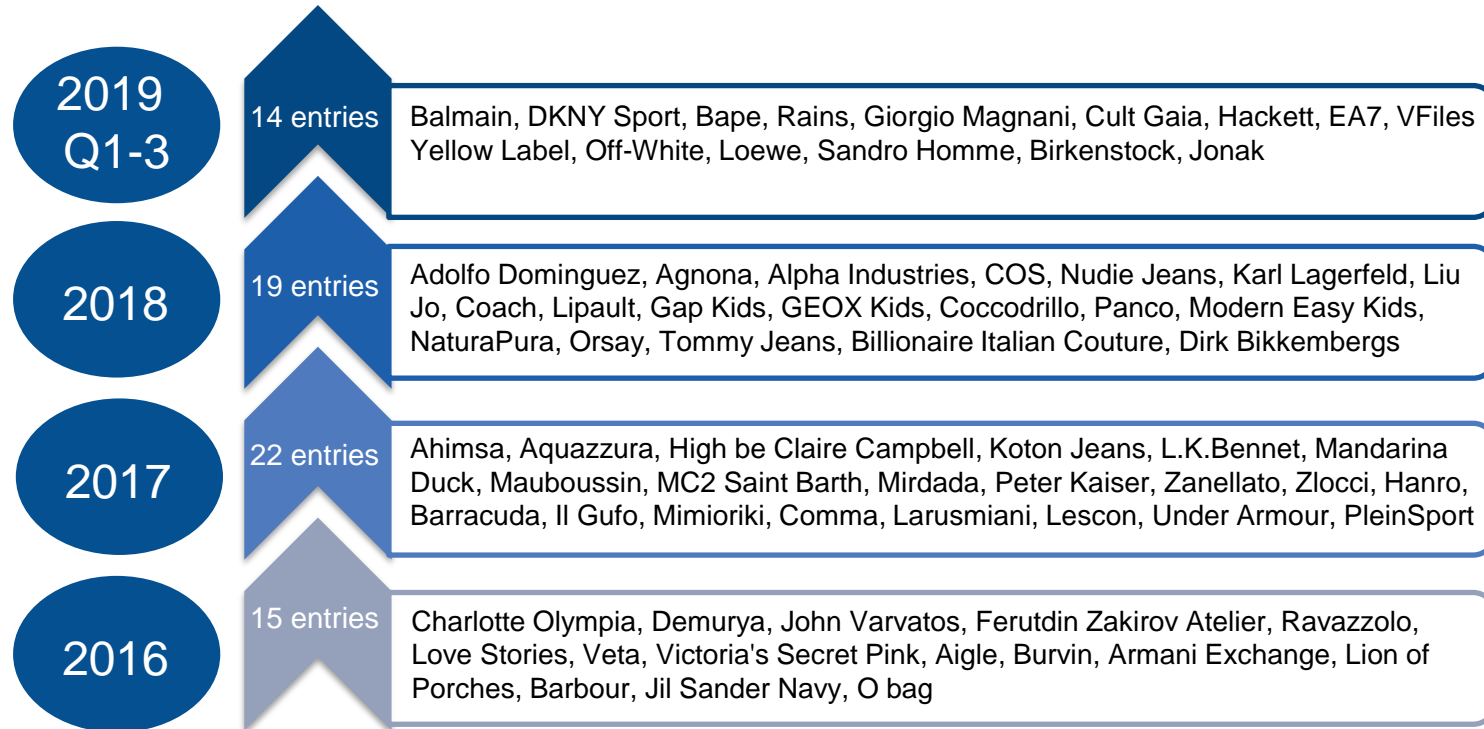 2019
Q1-3
14 entries
Balmain, DKNY Sport, Bape, Rains, Giorgio Magnani, Cult Gaia, Hackett, EA7, VFiles
Yellow Label, Off-White, Loewe, Sandro Homme, Birkenstock, Jonak
2018
19 entries
Adolfo Dominguez, Agnona, Alpha Industries, COS, Nudie Jeans, Karl Lagerfeld, Liu
Jo, Coach, Lipault, Gap Kids, GEOX Kids, Coccodrillo, Panco, Modern Easy Kids,
NaturaPura, Orsay, Tommy Jeans, Billionaire Italian Couture, Dirk Bikkembergs
2017
22 entries
Ahimsa, Aquazzura, High be Claire Campbell, Koton Jeans, L.K.Bennet, Mandarina
Duck, Mauboussin, MC2 Saint Barth, Mirdada, Peter Kaiser, Zanellato, Zlocci, Hanro,
Barracuda, Il Gufo, Mimioriki, Comma, Larusmiani, Lescon, Under Armour, PleinSport
2016
15 entries
Charlotte Olympia, Demurya, John Varvatos, Ferutdin Zakirov Atelier, Ravazzolo,
Love Stories, Veta, Victoria's Secret Pink, Aigle, Burvin, Armani Exchange, Lion of
Porches, Barbour, Jil Sander Navy, O bag